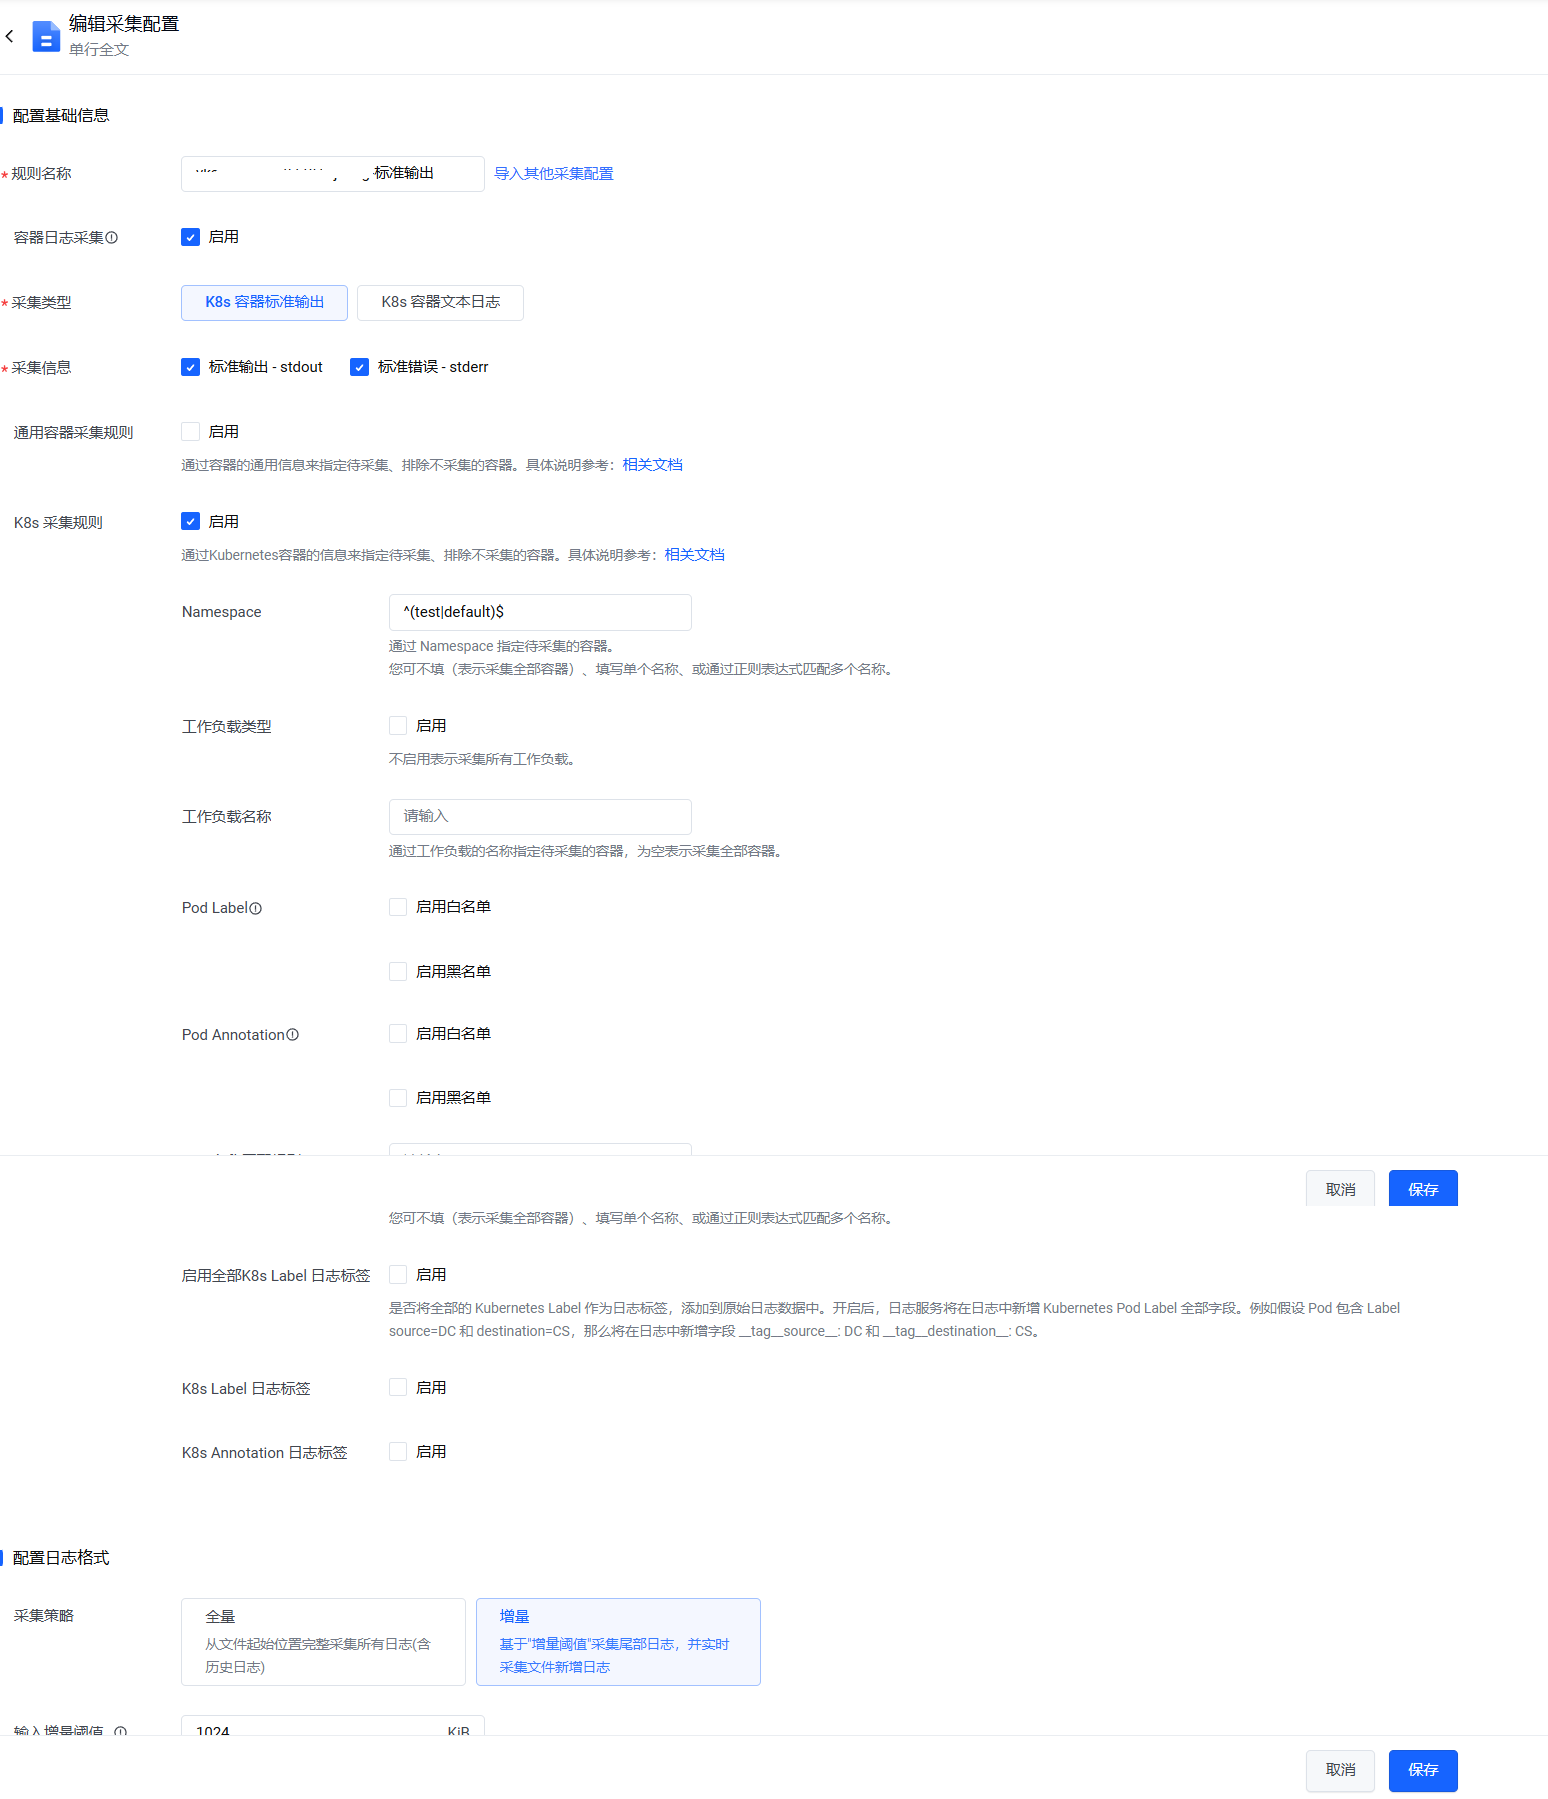 编辑采集配置
单行全文
配置基础信息
*规则名称
标准输出
导入其他采集配置
容器日志采集
启用
*采集类型
K8s 容器标准输出
K8s 容器文本日志
*采集信息
标准输出 - stdout
标准错误 - stderr
通用容器采集规则
启用
通过容器的通用信息来指定待采集、排除不采集的容器。具体说明参考：相关文档
K8s 采集规则
启用
通过Kubernetes容器的信息来指定待采集、排除不采集的容器。具体说明参考：相关文档
Namespace
^(test|default)$
通过 Namespace 指定待采集的容器。
您可不填（表示采集全部容器）、填写单个名称、或通过正则表达式匹配多个名称。
工作负载类型
启用
不启用表示采集所有工作负载。
工作负载名称
请输入
通过工作负载的名称指定待采集的容器，为空表示采集全部容器。
Pod Label
启用白名单
启用黑名单
Pod Annotation
启用白名单
启用黑名单
取消
保存
您可不填（表示采集全部容器）、填写单个名称、或通过正则表达式匹配多个名称。
启用全部K8s Label 日志标签
启用
是否将全部的 Kubernetes Label 作为日志标签，添加到原始日志数据中。开启后，日志服务将在日志中新增 Kubernetes Pod Label 全部字段。例如假设 Pod 包含 Label
source=DC 和 destination=CS，那么将在日志中新增字段 __tag__source__: DC 和 __tag__destination__: CS。
K8s Label 日志标签
启用
K8s Annotation 日志标签
启用
配置日志格式
采集策略
全量
从文件起始位置完整采集所有日志(含
历史日志)
增量
基于"增量阈值"采集尾部日志，并实时
采集文件新增日志
输入增量阈值
1024
KiB
取消
保存